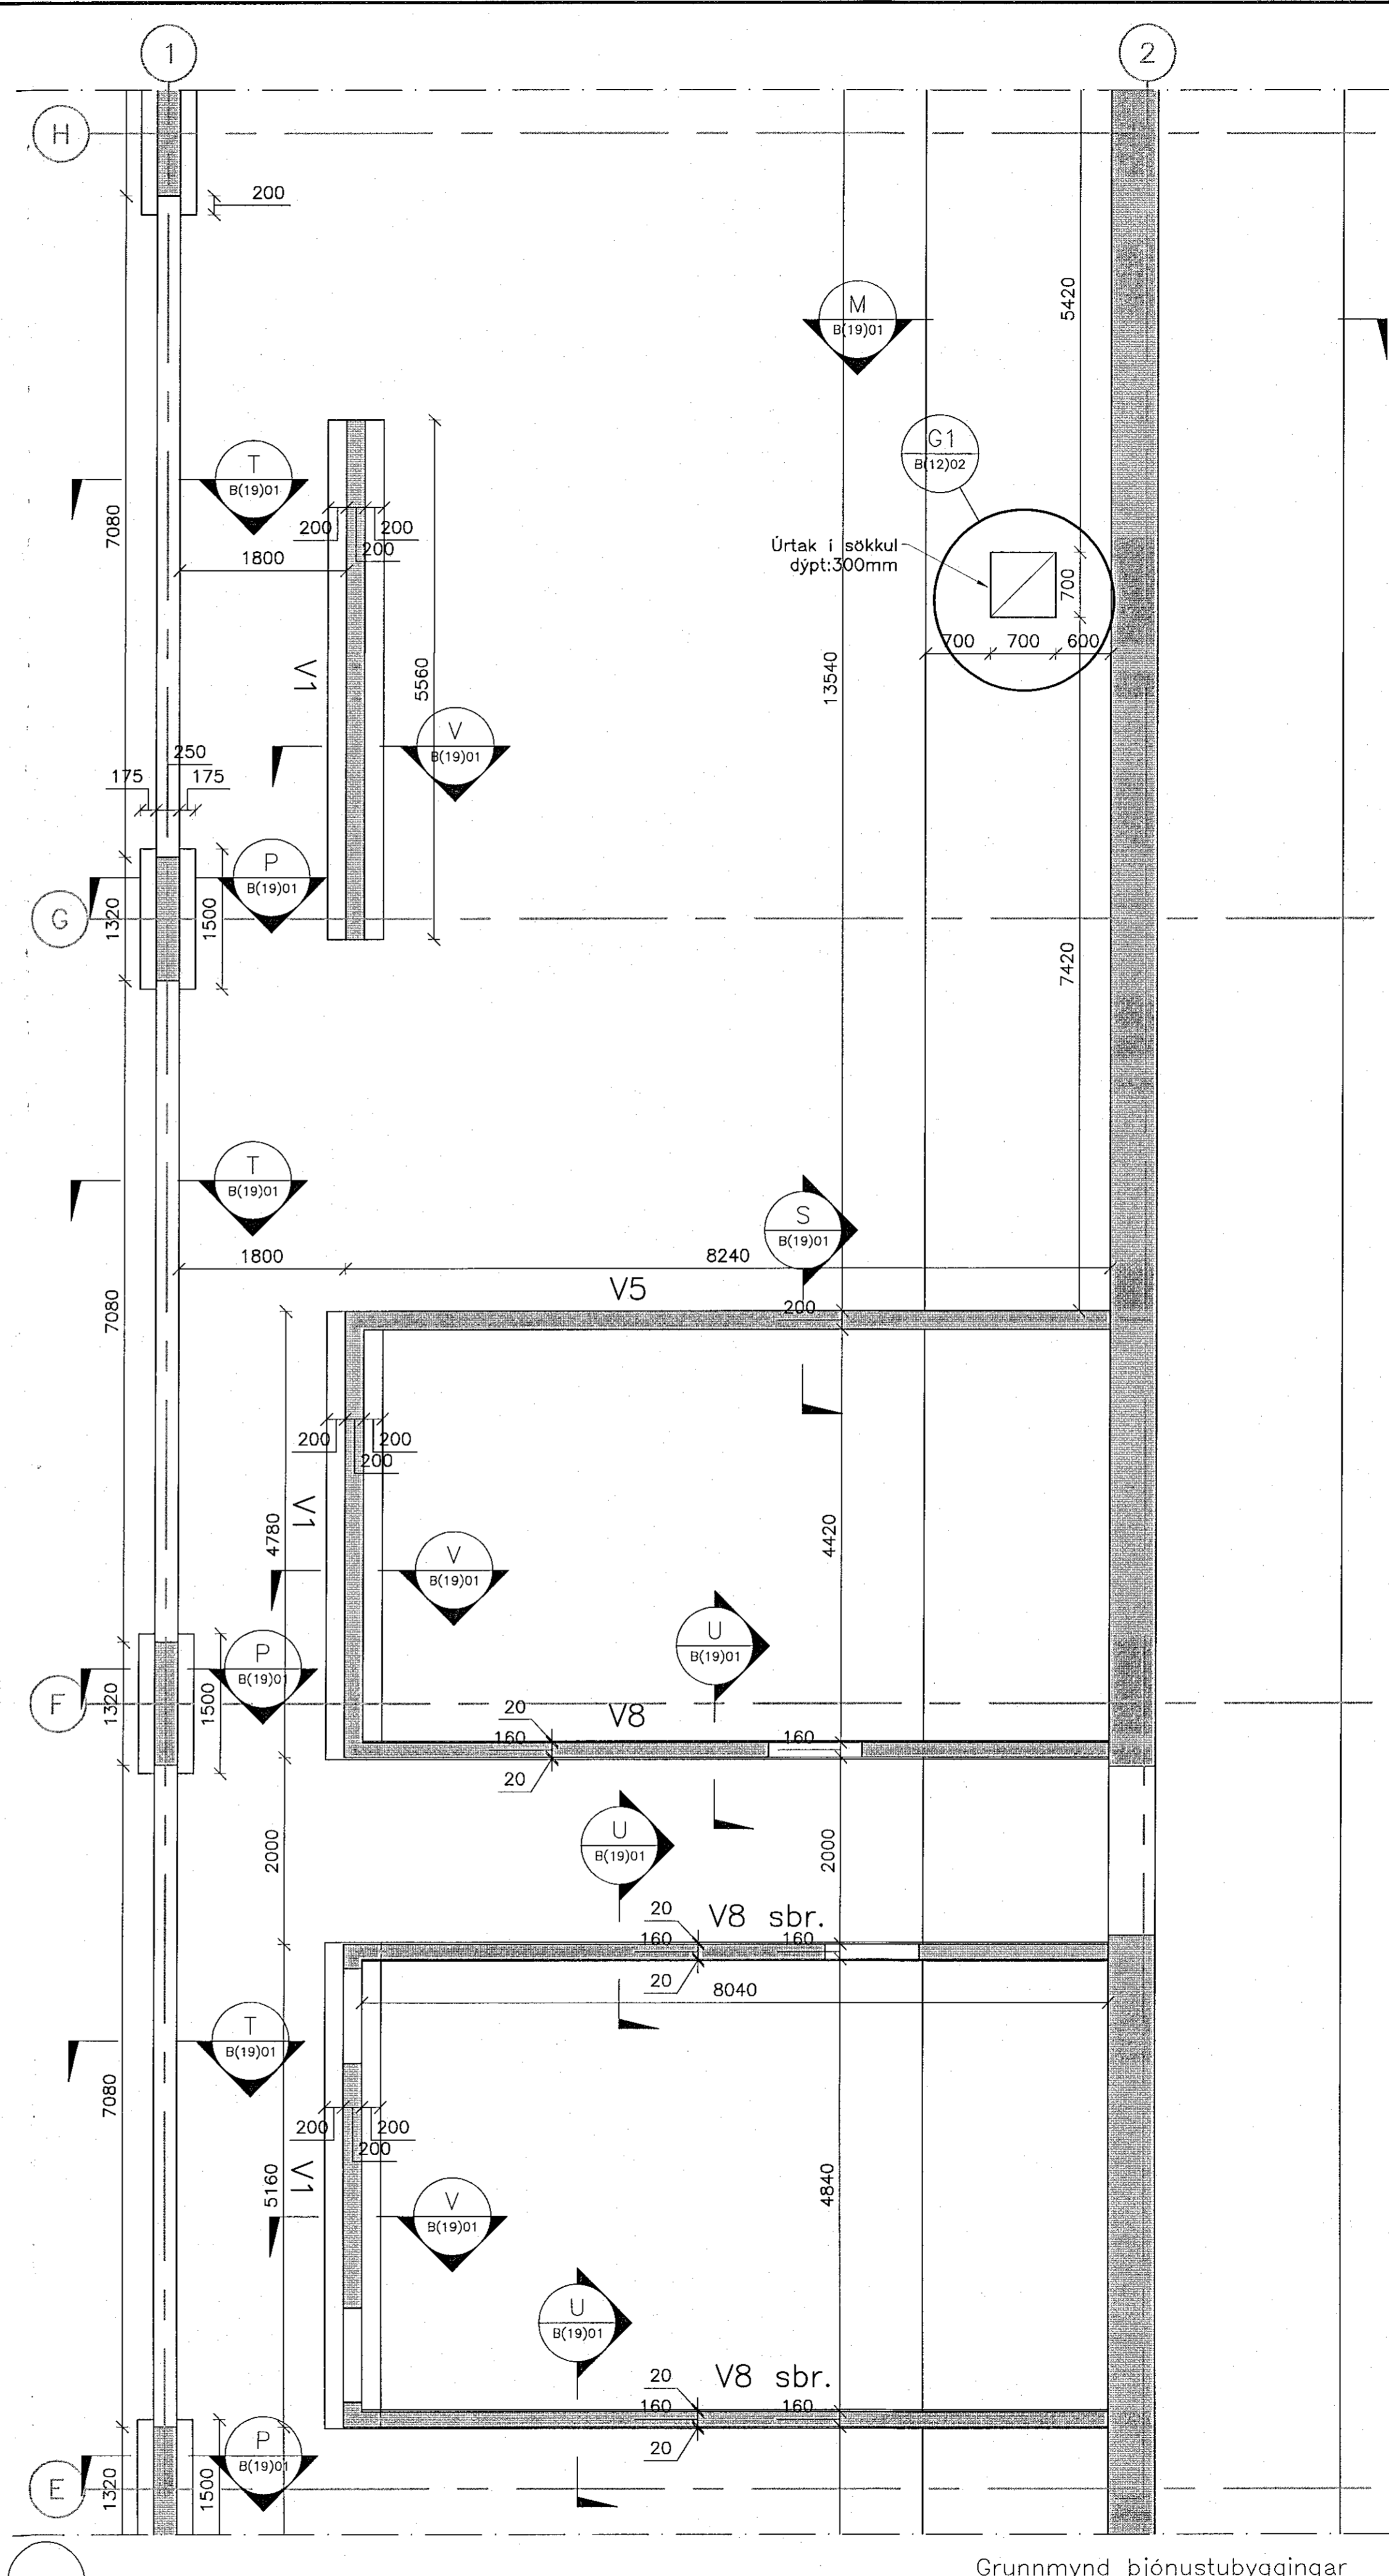 1
2
H
200
5420
M
B(19)01
G1
B(12)02
T
B(19)01
7080
200
200
200
Úrtak í sökkul
dýpt:300mm
1800
700
700
700
600
V1
5560
13540
V
B(19)01
250
175
175
P
B(19)01
G
1320
1500
7420
T
B(19)01
S
B(19)01
1800
8240
V5
200
7080
200
200
200
V1
4780
4420
V
B(19)01
U
B(19)01
P
B(19)01
F
1320
1500
20
V8
160
160
20
U
B(19)01
2000
2000
20
V8 sbr.
160
160
20
8040
T
B(19)01
7080
200
200
200
V1
5160
4840
V
B(19)01
U
B(19)01
20
V8 sbr.
160
160
20
P
B(19)01
E
1320
1500
Grunnmynd þjónustubyggingar